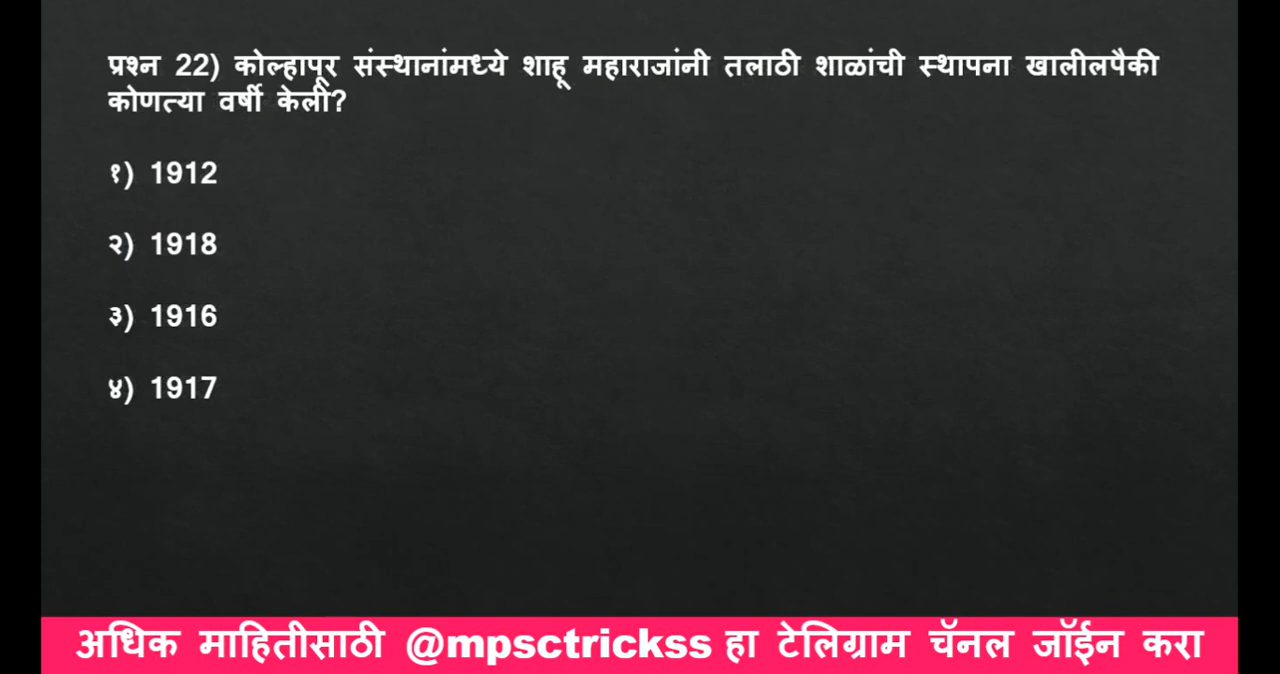 प्रश्न 22) कोल्हापूर संस्थानांमध्ये शाहू महाराजांनी तलाठी शाळांची स्थापना खालीलपैकी
कोणत्या वर्षी केली?
१) 1912
२) 1918
३) 1916
४) 1917
अधिक माहितीसाठी @mpsctrickss हा टेलिग्राम चॅनल जॉईन करा